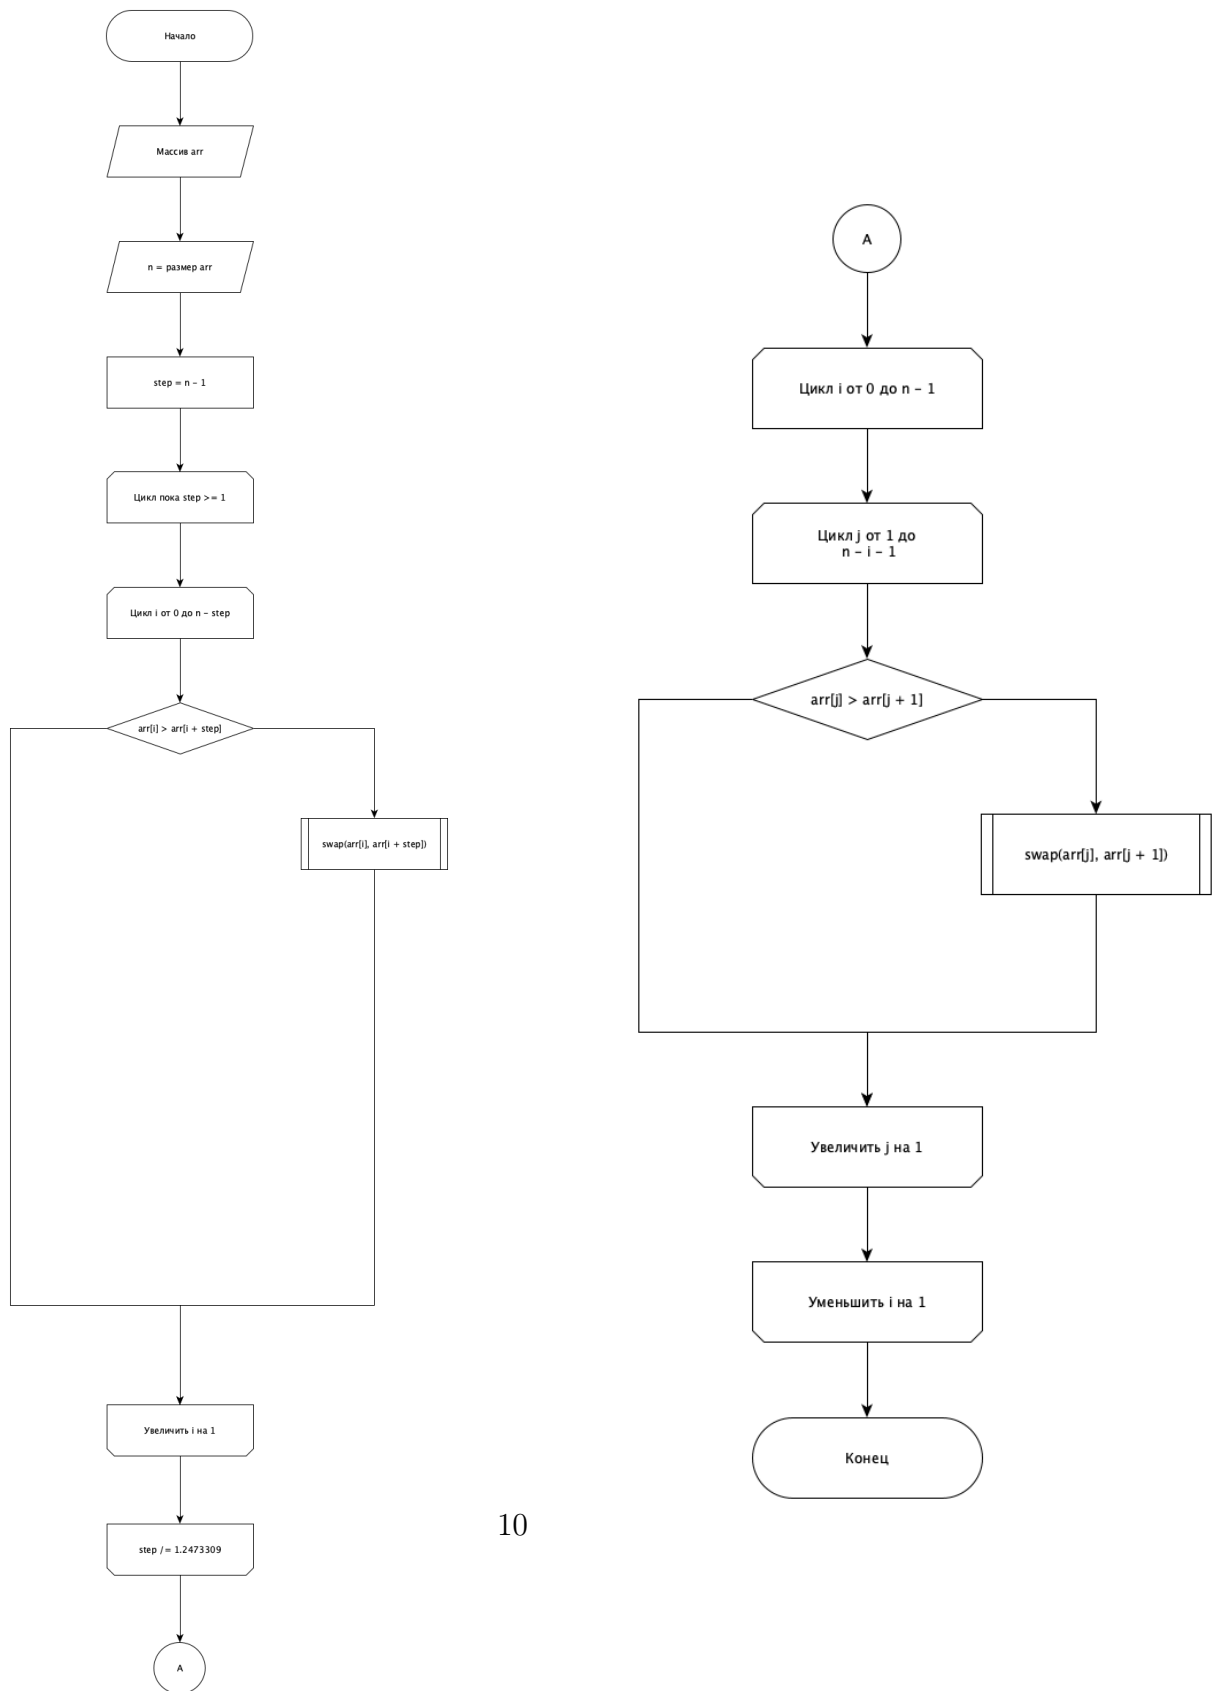 Начало
Массив arr
n = размер arr
step = n – 1
Цикл пока step >= 1
Цикл i от 0 до n – step
arr[i] > arr[i + step]
swap(arr[i], arr[i + step])
Увеличить i на 1
step /= 1.2473309
A
A
Цикл i от 0 до n – 1
Цикл j от 1 до
n – i – 1
arr[j] > arr[j + 1]
swap(arr[j], arr[j + 1])
Увеличить j на 1
Уменьшить i на 1
Конец
10